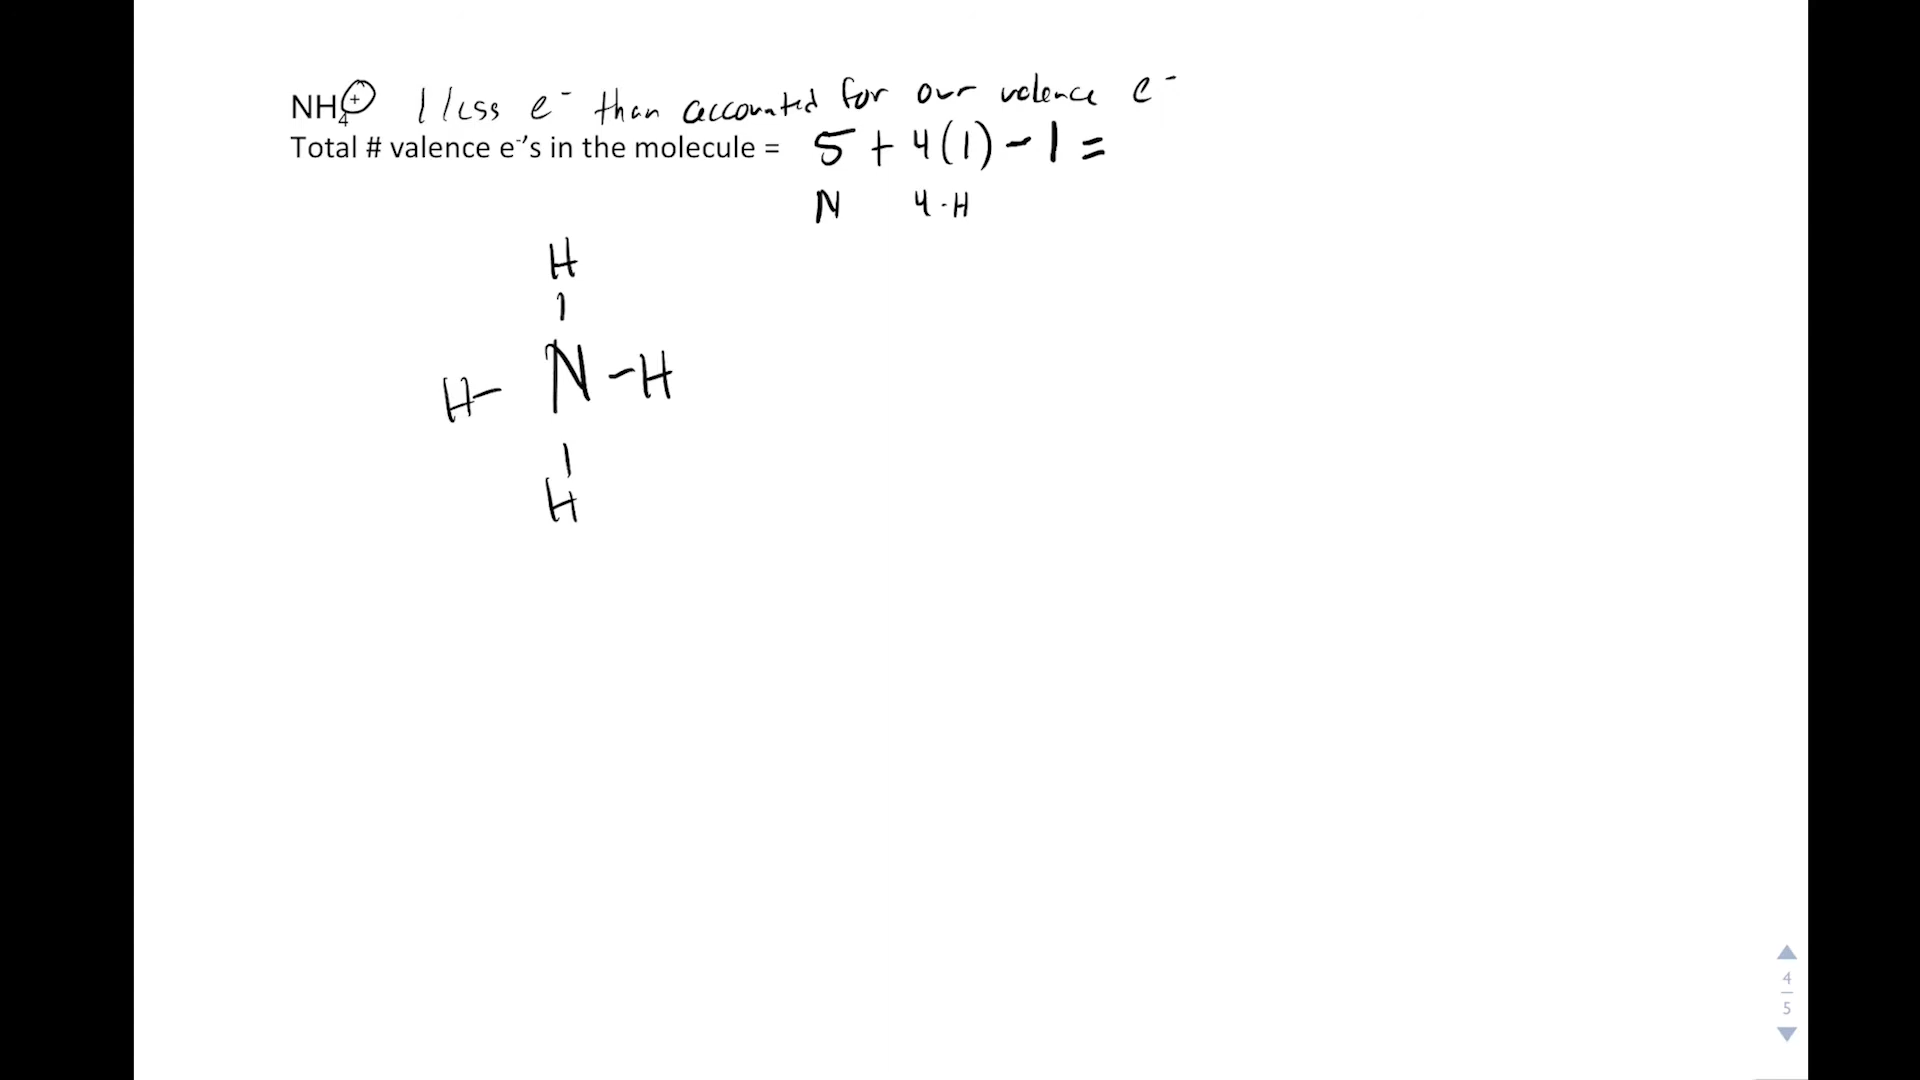 NH₄⁺ 1 less e⁻ than accounted for our valence e⁻
Total # valence e⁻'s in the molecule = 5 + 4(1) - 1 =
N 4·H
H
H- N -H
H
4
5